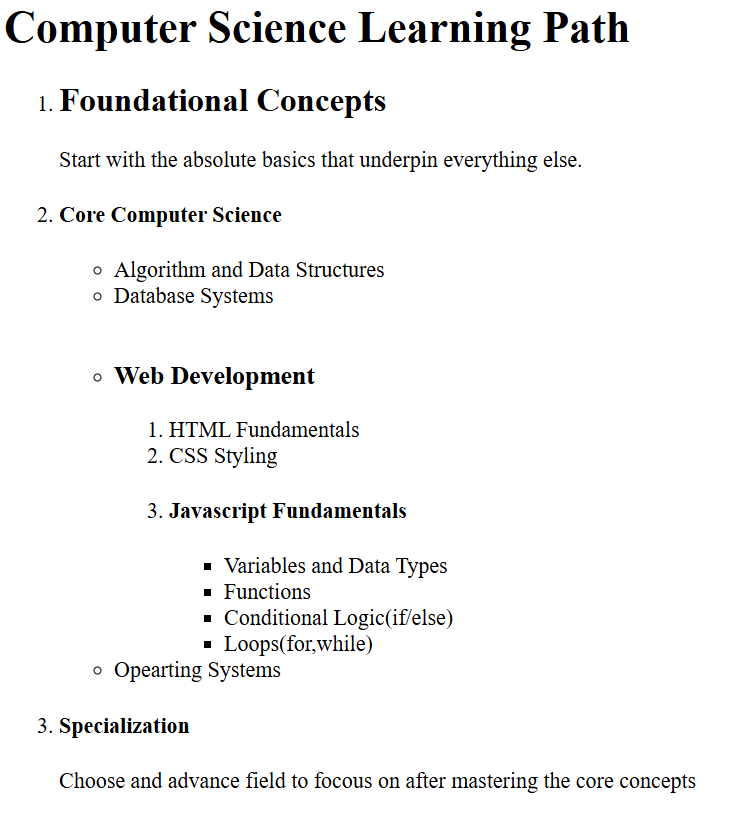 Computer Science Learning Path
1. Foundational Concepts
Start with the absolute basics that underpin everything else.
2. Core Computer Science
Algorithm and Data Structures
Database Systems
Web Development
1. HTML Fundamentals
2. CSS Styling
3. Javascript Fundamentals
Variables and Data Types
Functions
Conditional Logic(if/else)
Loops(for,while)
Opearting Systems
3. Specialization
Choose and advance field to focous on after mastering the core concepts